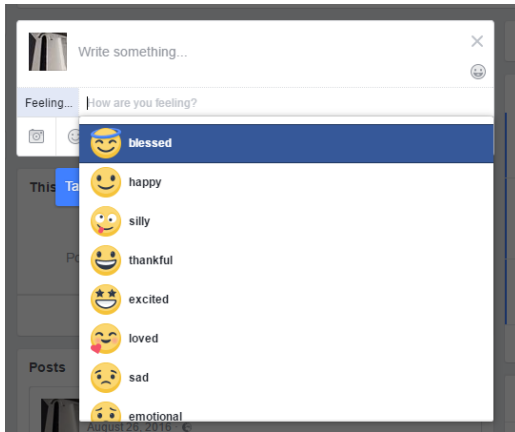 Write something...
Feeling...
How are you feeling?
blessed
happy
This
Ta
silly
thankful
Po
excited
loved
Posts
sad
emotional
August 26, 2016 ·